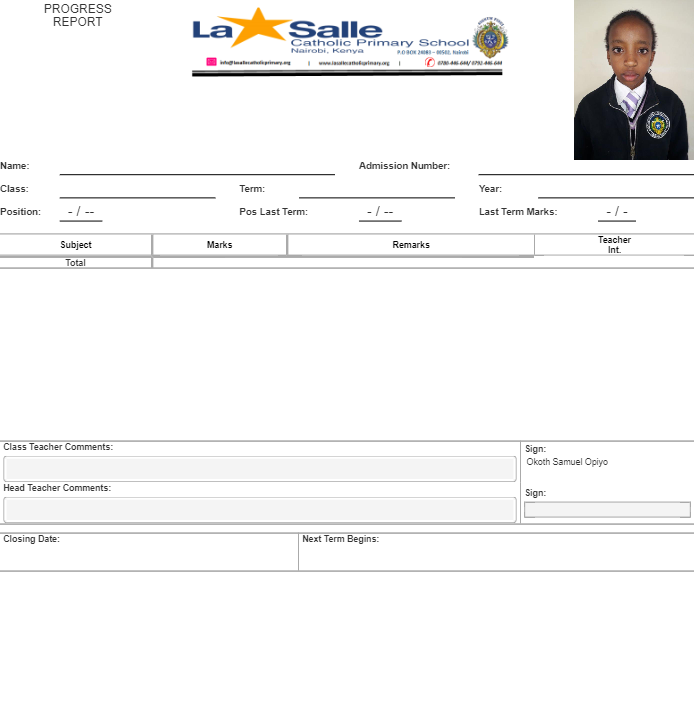 PROGRESS
REPORT
La Salle
Catholic Primary School
Nairobi, Kenya
P.O BOX 24083 – 00502, Nairobi
info@lasallecatholicprimary.org | www.lasallecatholicprimary.org | 0780-446-644/ 0792-446-644
Name: Admission Number:
Class: Term: Year:
Position: - / -- Pos Last Term: - / -- Last Term Marks: - / -
Subject Marks Remarks Teacher
Int.
Total
Class Teacher Comments: Sign:
Okoth Samuel Opiyo
Head Teacher Comments: Sign:
Closing Date: Next Term Begins: